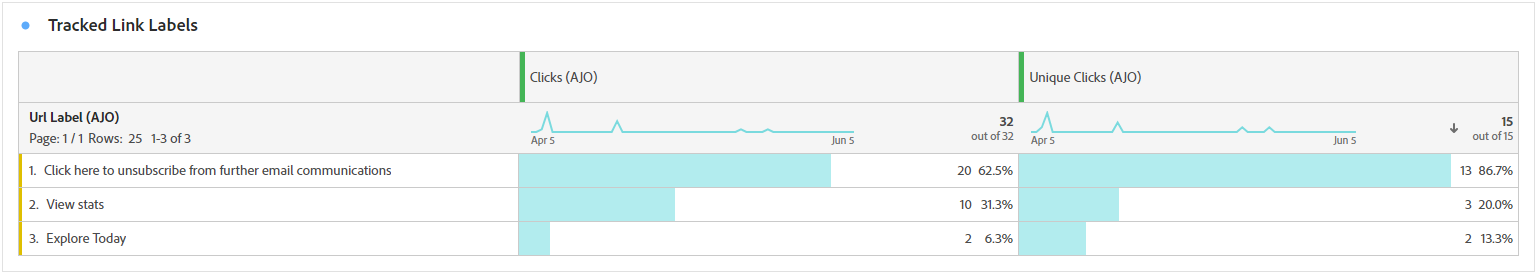 Tracked Link Labels
Clicks (AJO) Unique Clicks (AJO)
Url Label (AJO)
Page: 1 / 1 Rows: 25 1-3 of 3
Apr 5 Jun 5 32 out of 32
Apr 5 Jun 5 15 out of 15
1. Click here to unsubscribe from further email communications 20 62.5% 13 86.7%
2. View stats 10 31.3% 3 20.0%
3. Explore Today 2 6.3% 2 13.3%